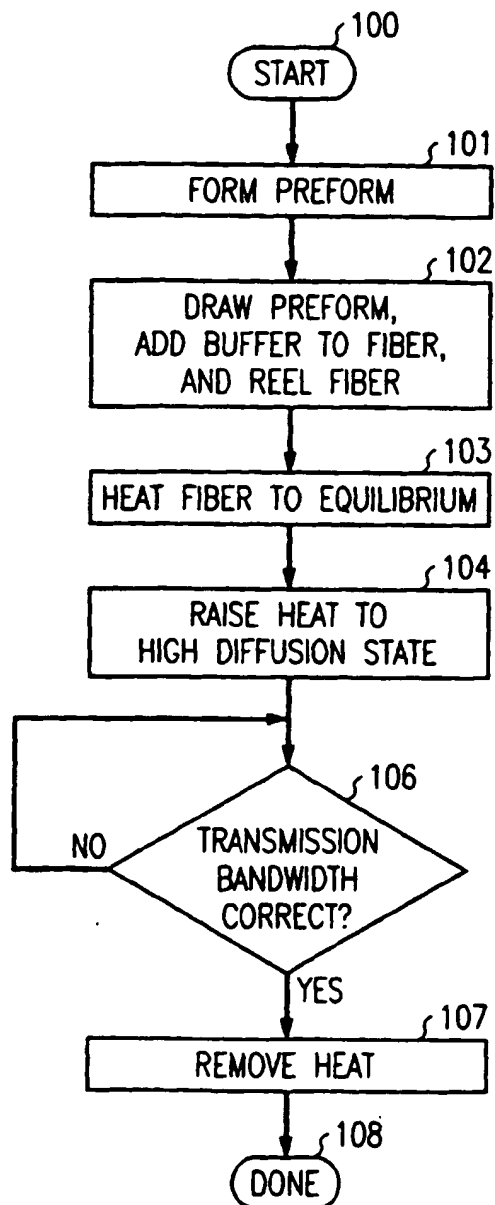 100
START
101
FORM PREFORM
102
DRAW PREFORM,
ADD BUFFER TO FIBER,
AND REEL FIBER
103
HEAT FIBER TO EQUILIBRIUM
104
RAISE HEAT TO
HIGH DIFFUSION STATE
106
NO
TRANSMISSION
BANDWIDTH
CORRECT?
YES
107
REMOVE HEAT
108
DONE